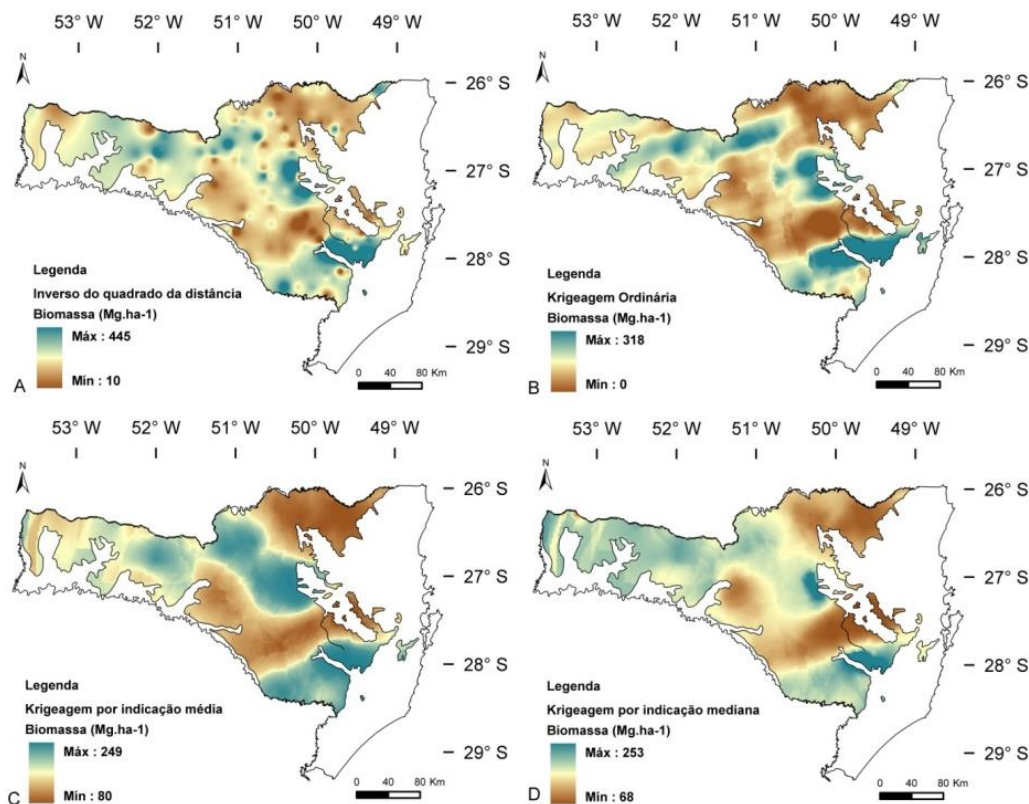 53° W 52° W 51° W 50° W 49° W
N
26° S
27° S
28° S
29° S
Legenda
Inverso do quadrado da distância
Biomassa (Mg.ha-1)
Máx : 445
Mín : 10
0 40 80 Km
A
53° W 52° W 51° W 50° W 49° W
N
26° S
27° S
28° S
29° S
Legenda
Krigeagem Ordinária
Biomassa (Mg.ha-1)
Máx : 318
Mín : 0
0 40 80 Km
B
53° W 52° W 51° W 50° W 49° W
N
26° S
27° S
28° S
29° S
Legenda
Krigeagem por indicação média
Biomassa (Mg.ha-1)
Máx : 249
Mín : 80
0 40 80 Km
C
53° W 52° W 51° W 50° W 49° W
N
26° S
27° S
28° S
29° S
Legenda
Krigeagem por indicação mediana
Biomassa (Mg.ha-1)
Máx : 253
Mín : 68
0 40 80 Km
D